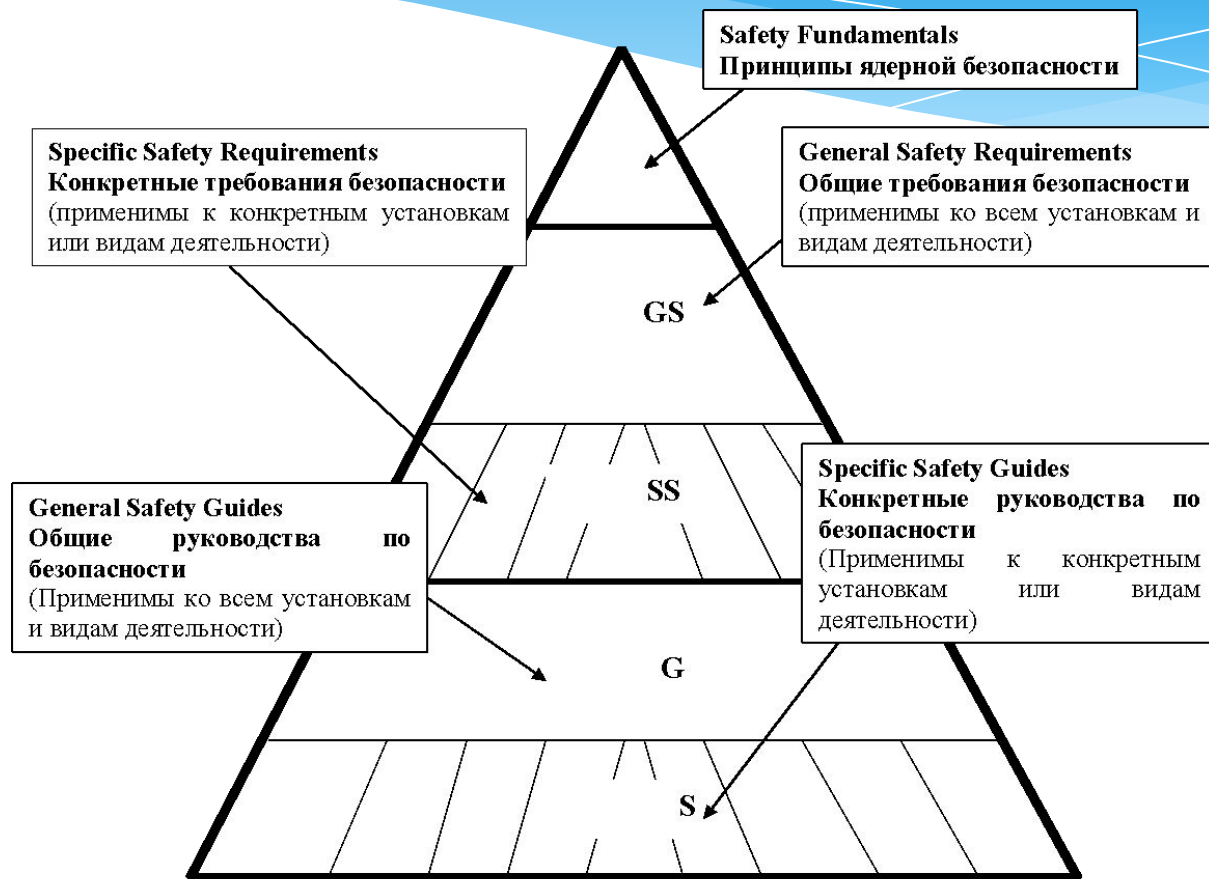 Safety Fundamentals
Принципы ядерной безопасности
Specific Safety Requirements
Конкретные требования безопасности
(применимы к конкретным установкам
или видам деятельности)
General Safety Requirements
Общие требования безопасности
(применимы ко всем установкам и
видам деятельности)
GS
SS
General Safety Guides
Общие руководства по
безопасности
(Применимы ко всем установкам
и видам деятельности)
Specific Safety Guides
Конкретные руководства по
безопасности
(Применимы к конкретным
установкам или видам
деятельности)
G
S